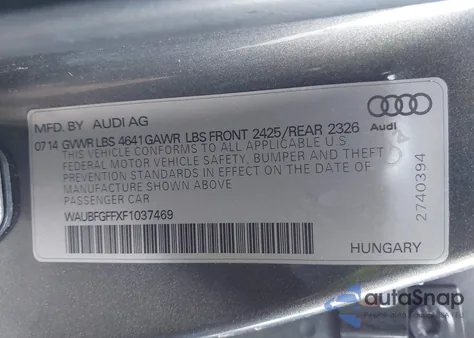 MFD. BY AUDI AG
Audi
0714 GVWR LBS 4641 GAWR LBS FRONT 2425/REAR 2326
THIS VEHICLE CONFORMS TO ALL APPLICABLE U.S.
FEDERAL MOTOR VEHICLE SAFETY, BUMPER AND THEFT
PREVENTION STANDARDS IN EFFECT ON THE DATE OF
MANUFACTURE SHOWN ABOVE.
PASSENGER CAR
WAUBFGFFXF1037469
2740394
HUNGARY
autoSnap